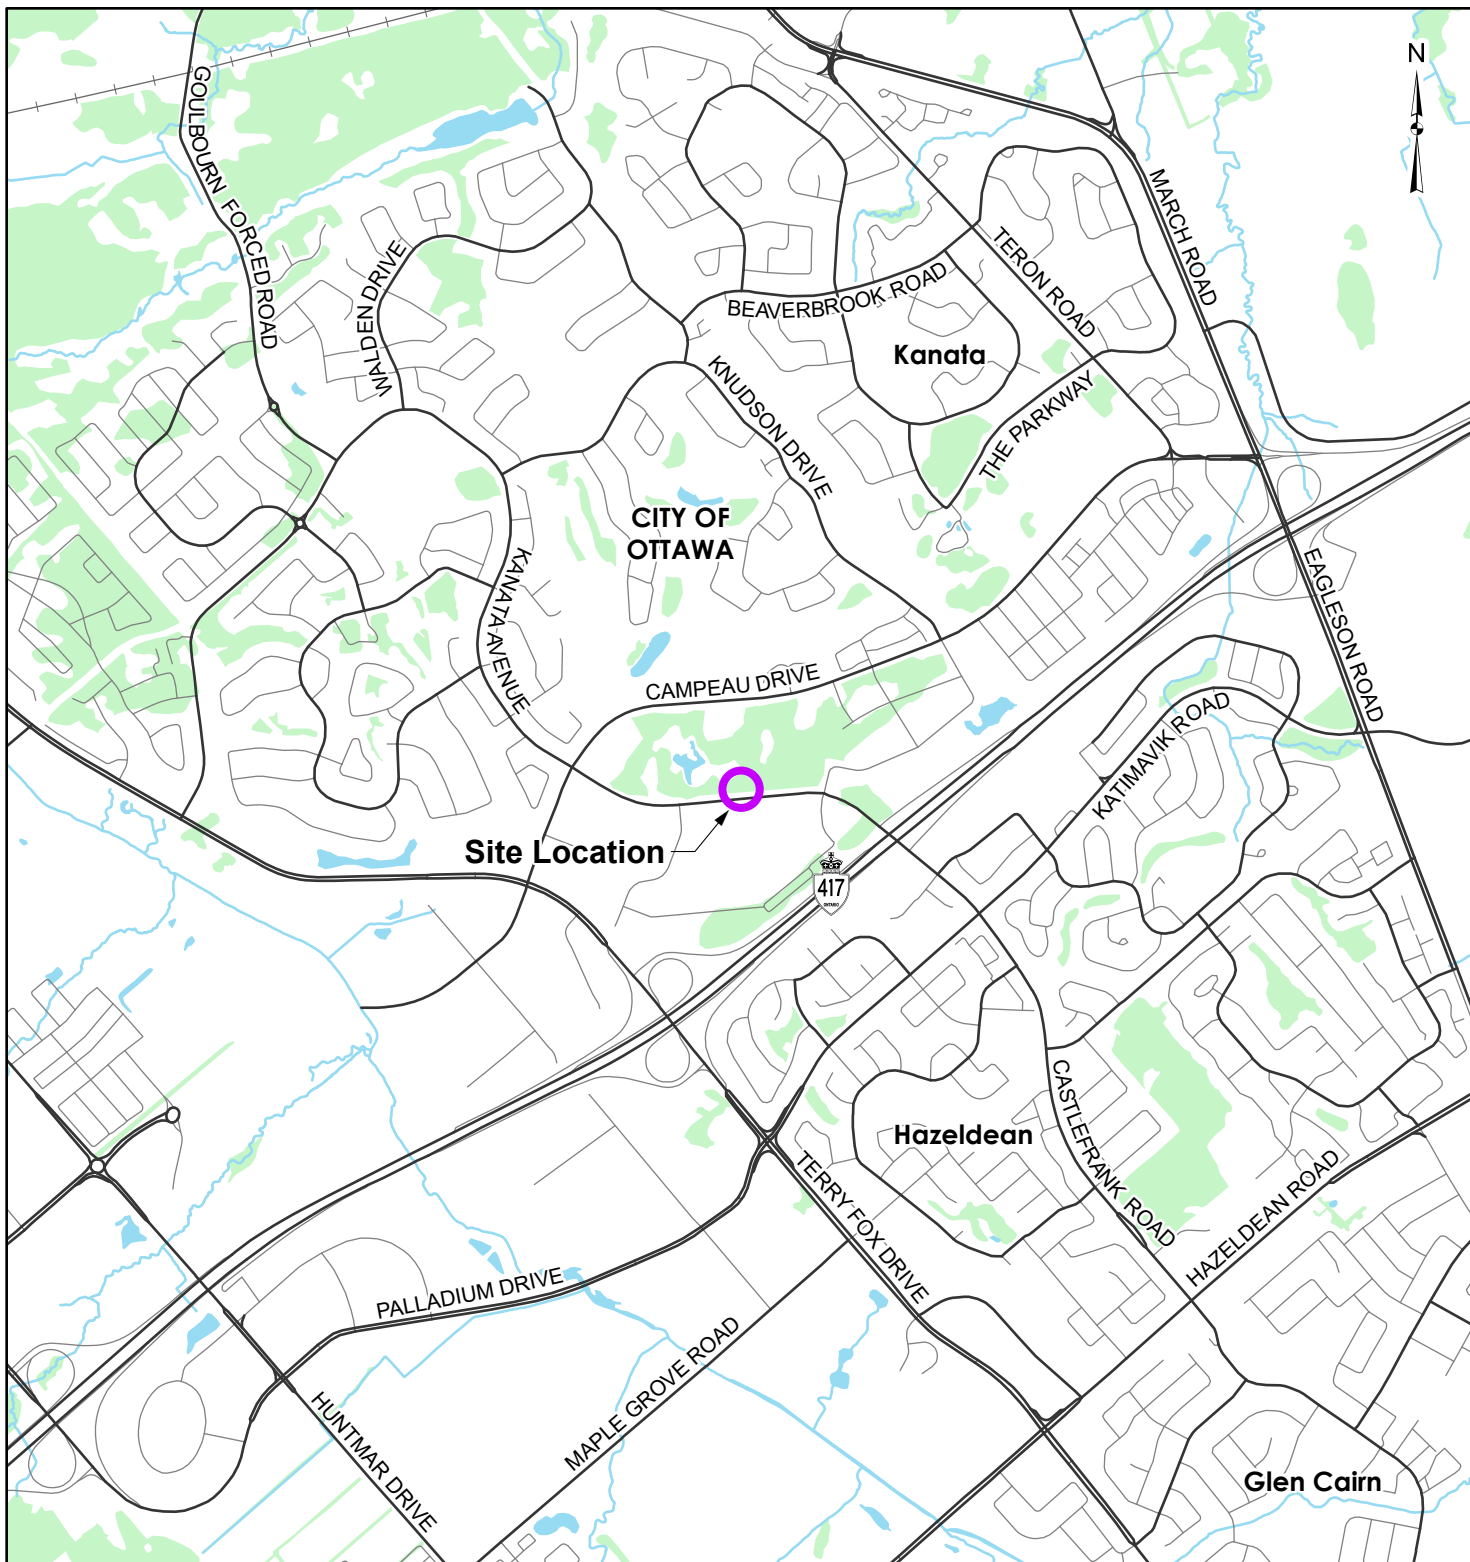 N
GOULBOURN FORCED ROAD
MARCH ROAD
WALDEN DRIVE
TERON ROAD
BEAVERBROOK ROAD
Kanata
KNUDSON DRIVE
THE PARKWAY
CITY OF
OTTAWA
KANATA AVENUE
EAGLESON ROAD
CAMPEAU DRIVE
KATIMAVIK ROAD
Site Location
417
ONTARIO
CASTLEFRANK ROAD
Hazeldean
TERRY FOX DRIVE
HAZELDEAN ROAD
PALLADIUM DRIVE
MAPLE GROVE ROAD
HUNTMAR DRIVE
Glen Cairn